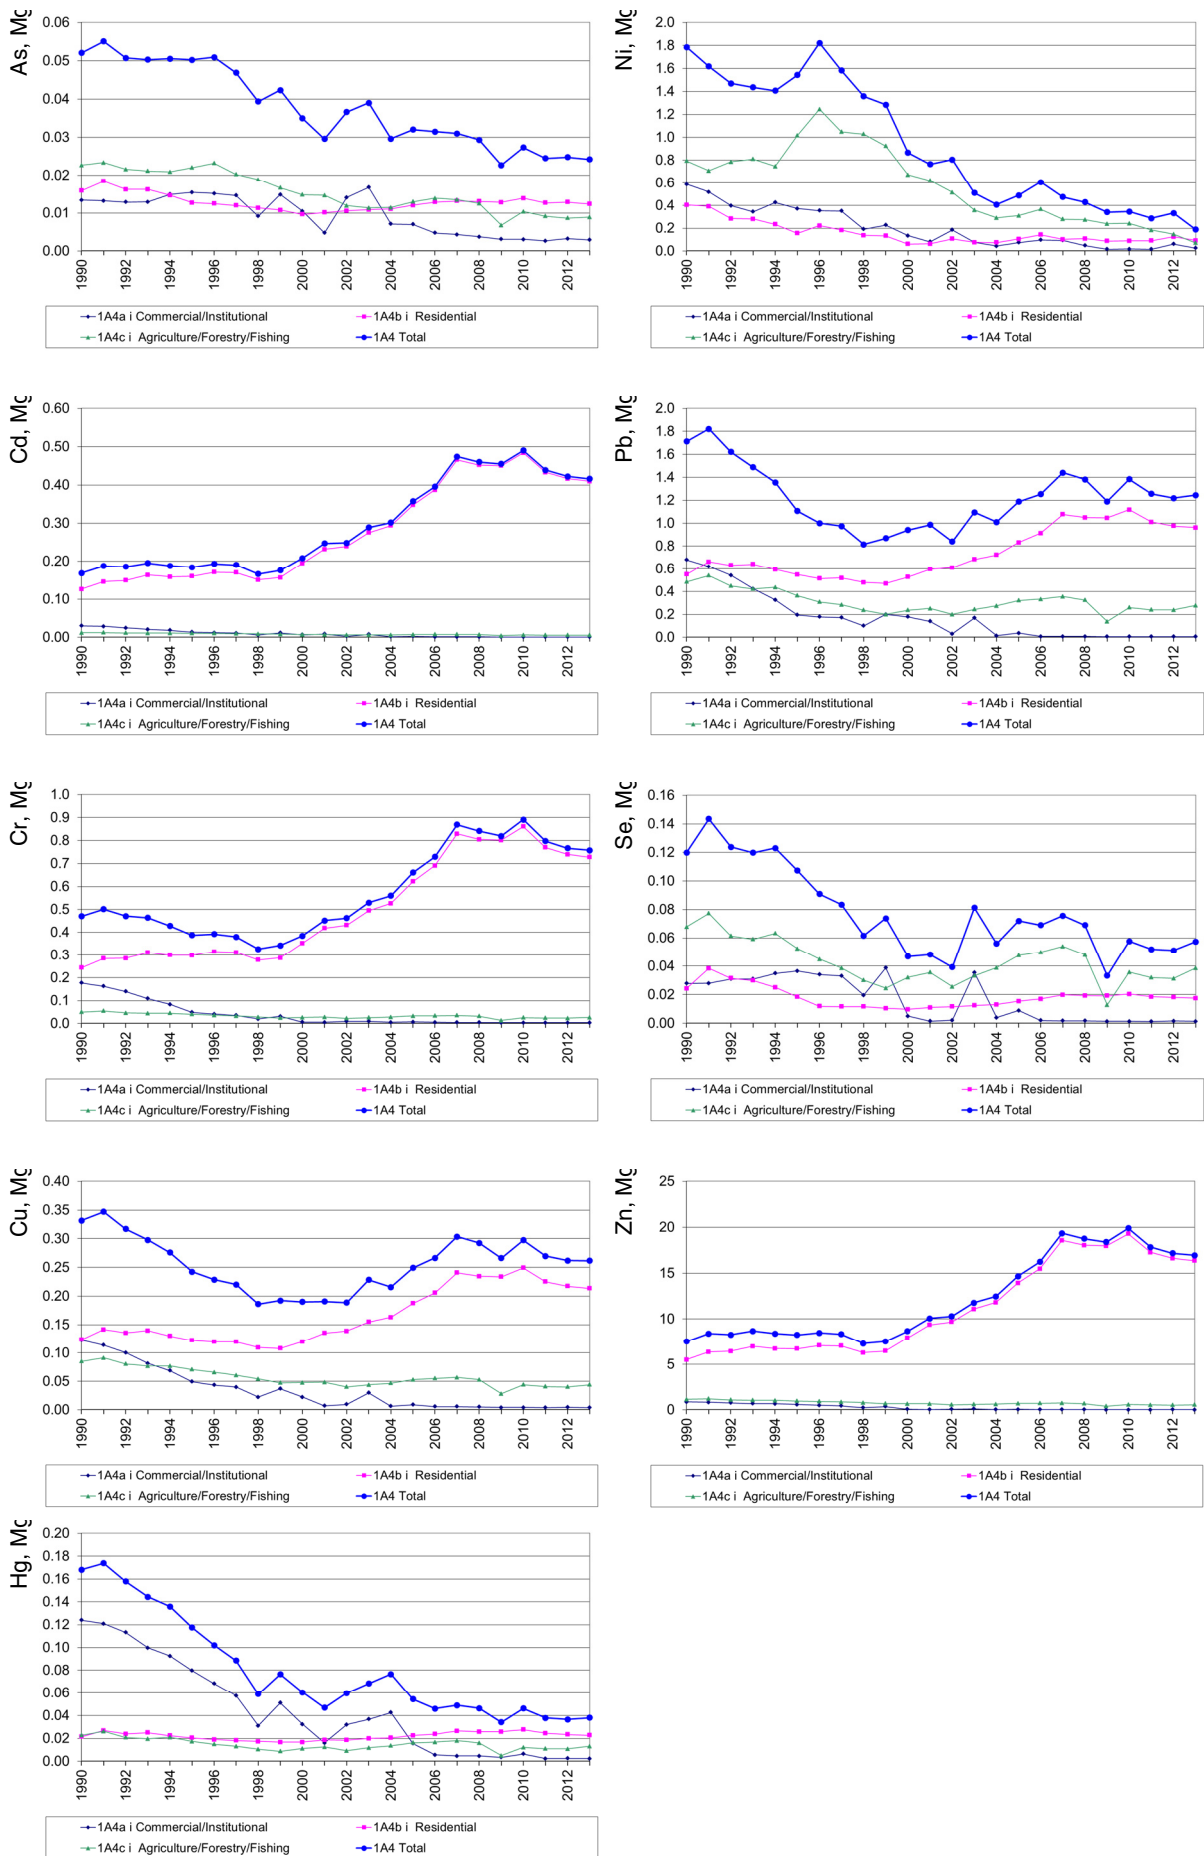 As, Mg
0.06
0.05
0.04
0.03
0.02
0.01
0.00
1990 1992 1994 1996 1998 2000 2002 2004 2006 2008 2010 2012
1A4a i Commercial/Institutional 1A4b i Residential
1A4c i Agriculture/Forestry/Fishing 1A4 Total
Ni, Mg
2.0
1.8
1.6
1.4
1.2
1.0
0.8
0.6
0.4
0.2
0.0
1990 1992 1994 1996 1998 2000 2002 2004 2006 2008 2010 2012
1A4a i Commercial/Institutional 1A4b i Residential
1A4c i Agriculture/Forestry/Fishing 1A4 Total
Cd, Mg
0.60
0.50
0.40
0.30
0.20
0.10
0.00
1990 1992 1994 1996 1998 2000 2002 2004 2006 2008 2010 2012
1A4a i Commercial/Institutional 1A4b i Residential
1A4c i Agriculture/Forestry/Fishing 1A4 Total
Pb, Mg
2.0
1.8
1.6
1.4
1.2
1.0
0.8
0.6
0.4
0.2
0.0
1990 1992 1994 1996 1998 2000 2002 2004 2006 2008 2010 2012
1A4a i Commercial/Institutional 1A4b i Residential
1A4c i Agriculture/Forestry/Fishing 1A4 Total
Cr, Mg
1.0
0.9
0.8
0.7
0.6
0.5
0.4
0.3
0.2
0.1
0.0
1990 1992 1994 1996 1998 2000 2002 2004 2006 2008 2010 2012
1A4a i Commercial/Institutional 1A4b i Residential
1A4c i Agriculture/Forestry/Fishing 1A4 Total
Se, Mg
0.16
0.14
0.12
0.10
0.08
0.06
0.04
0.02
0.00
1990 1992 1994 1996 1998 2000 2002 2004 2006 2008 2010 2012
1A4a i Commercial/Institutional 1A4b i Residential
1A4c i Agriculture/Forestry/Fishing 1A4 Total
Cu, Mg
0.40
0.35
0.30
0.25
0.20
0.15
0.10
0.05
0.00
1990 1992 1994 1996 1998 2000 2002 2004 2006 2008 2010 2012
1A4a i Commercial/Institutional 1A4b i Residential
1A4c i Agriculture/Forestry/Fishing 1A4 Total
Zn, Mg
25
20
15
10
5
0
1990 1992 1994 1996 1998 2000 2002 2004 2006 2008 2010 2012
1A4a i Commercial/Institutional 1A4b i Residential
1A4c i Agriculture/Forestry/Fishing 1A4 Total
Hg, Mg
0.20
0.18
0.16
0.14
0.12
0.10
0.08
0.06
0.04
0.02
0.00
1990 1992 1994 1996 1998 2000 2002 2004 2006 2008 2010 2012
1A4a i Commercial/Institutional 1A4b i Residential
1A4c i Agriculture/Forestry/Fishing 1A4 Total